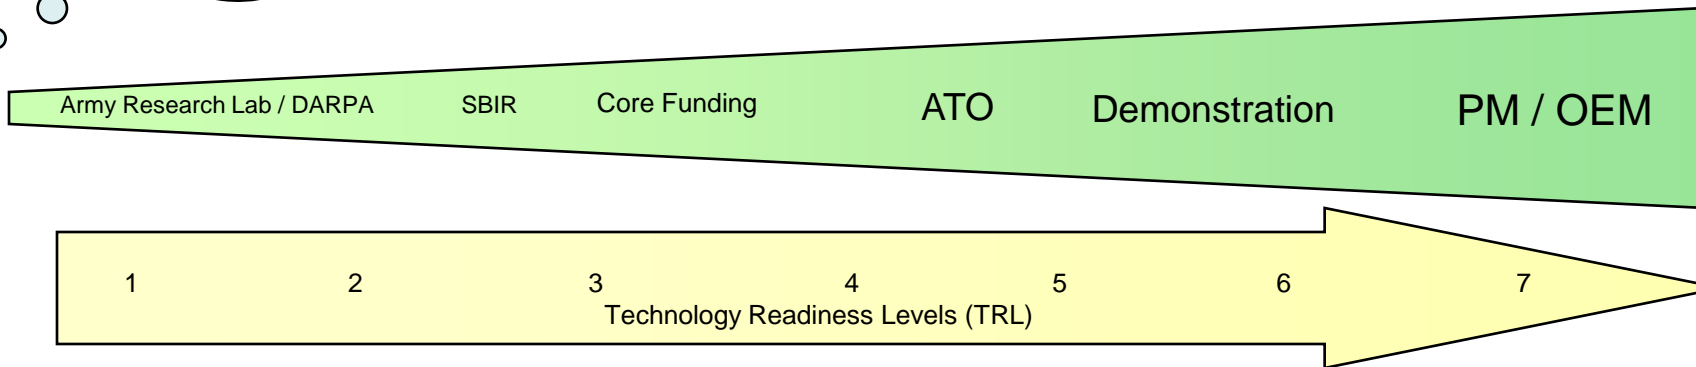 Army Research Lab / DARPA SBIR Core Funding ATO Demonstration PM / OEM
1 2 3 4 5 6 7
Technology Readiness Levels (TRL)